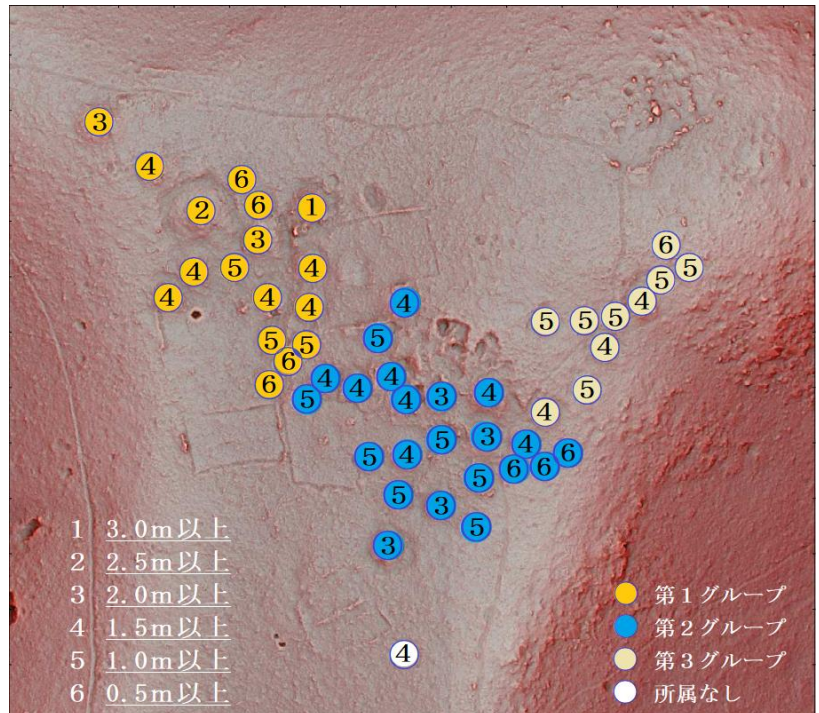 3
4
6
2 6 1
3 6
4 5 4 5
5
4 4 4 4 4
5 5 5
5 5 5 4
6
6 4 4 4 5
5 4 3 4
4
5 3 4
5 4 6
6 6
5
5 3
5
3
4
1 3.0m以上
2 2.5m以上
3 2.0m以上
4 1.5m以上
5 1.0m以上
6 0.5m以上
第1グループ
第2グループ
第3グループ
所属なし